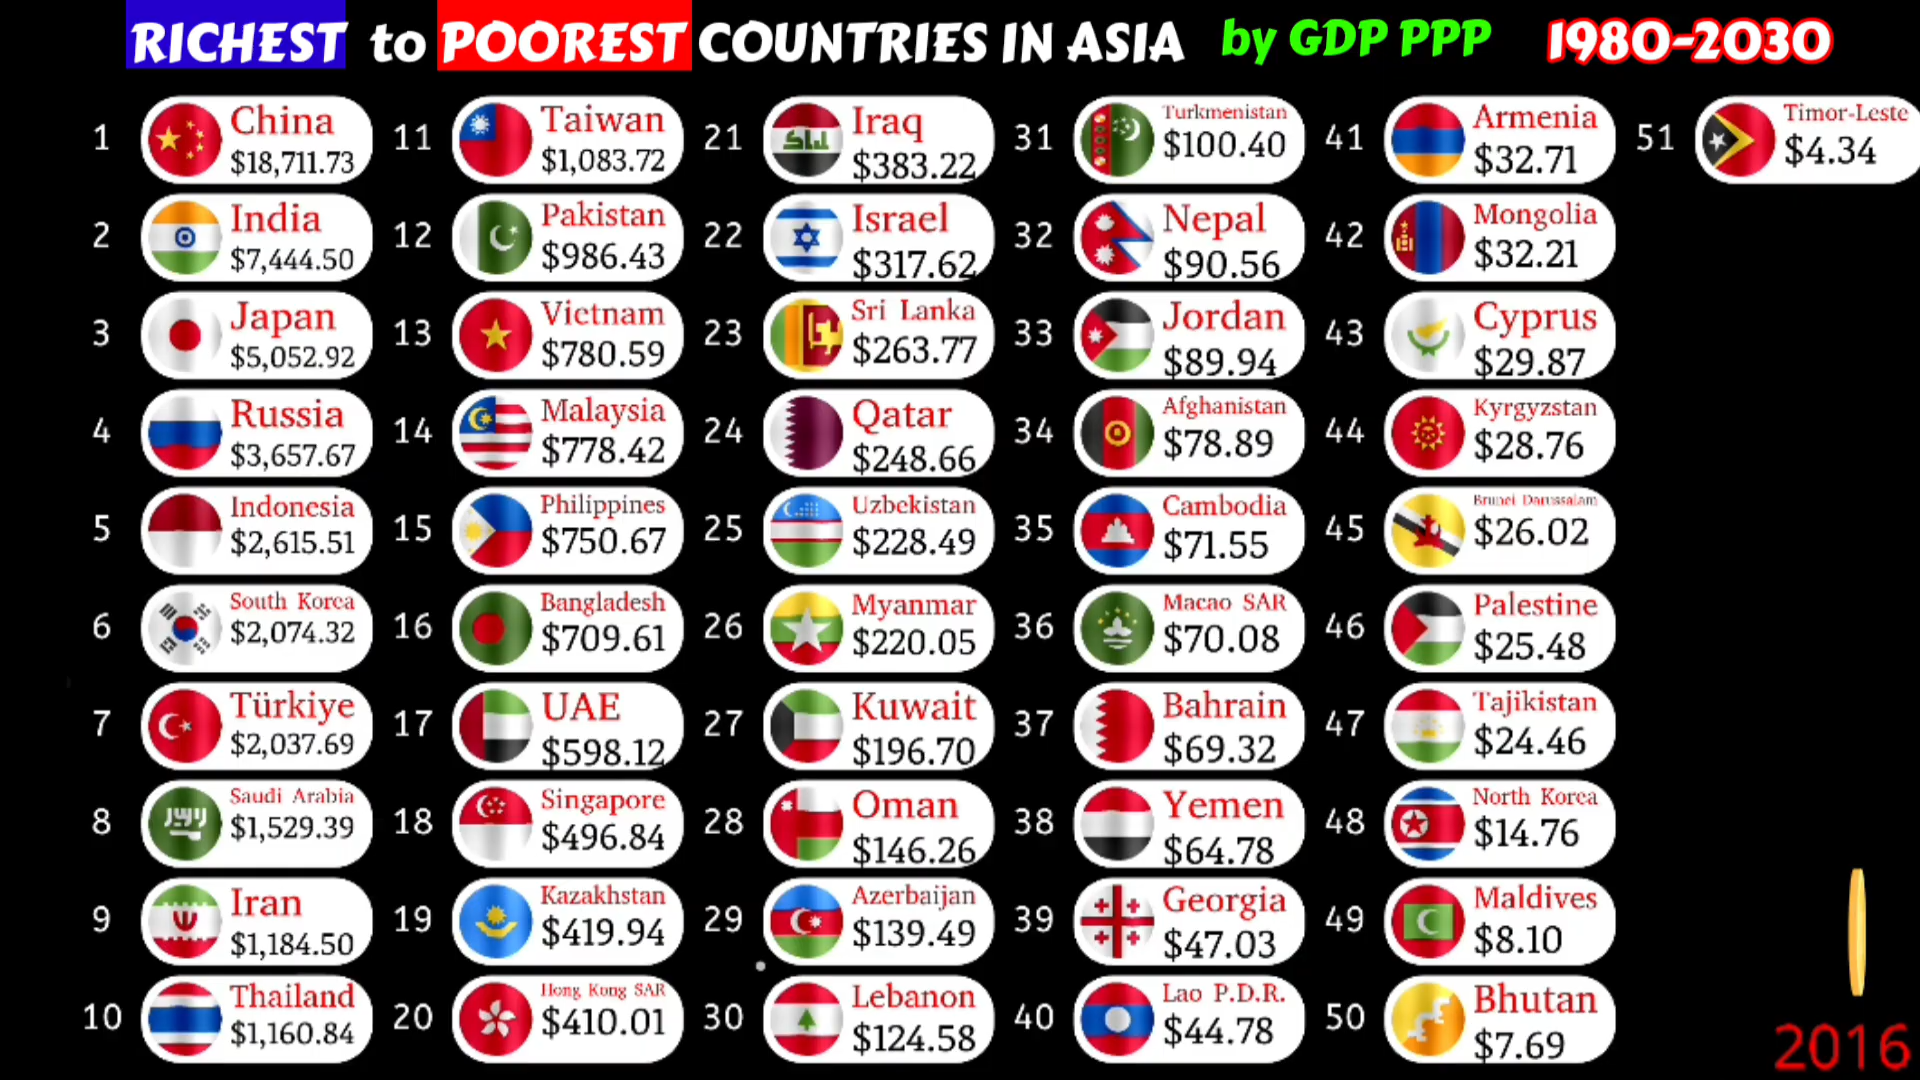 RICHEST to POOREST COUNTRIES IN ASIA by GDP PPP 1980-2030
1
China
$18,711.73
2
India
$7,444.50
3
Japan
$5,052.92
4
Russia
$3,657.67
5
Indonesia
$2,615.51
6
South Korea
$2,074.32
7
Türkiye
$2,037.69
8
Saudi Arabia
$1,529.39
9
Iran
$1,184.50
10
Thailand
$1,160.84
11
Taiwan
$1,083.72
12
Pakistan
$986.43
13
Vietnam
$780.59
14
Malaysia
$778.42
15
Philippines
$750.67
16
Bangladesh
$709.61
17
UAE
$598.12
18
Singapore
$496.84
19
Kazakhstan
$419.94
20
Hong Kong SAR
$410.01
21
Iraq
$383.22
22
Israel
$317.62
23
Sri Lanka
$263.77
24
Qatar
$248.66
25
Uzbekistan
$228.49
26
Myanmar
$220.05
27
Kuwait
$196.70
28
Oman
$146.26
29
Azerbaijan
$139.49
30
Lebanon
$124.58
31
Turkmenistan
$100.40
32
Nepal
$90.56
33
Jordan
$89.94
34
Afghanistan
$78.89
35
Cambodia
$71.55
36
Macao SAR
$70.08
37
Bahrain
$69.32
38
Yemen
$64.78
39
Georgia
$47.03
40
Lao P.D.R.
$44.78
41
Armenia
$32.71
42
Mongolia
$32.21
43
Cyprus
$29.87
44
Kyrgyzstan
$28.76
45
Brunei Darussalam
$26.02
46
Palestine
$25.48
47
Tajikistan
$24.46
48
North Korea
$14.76
49
Maldives
$8.10
50
Bhutan
$7.69
51
Timor-Leste
$4.34
2016